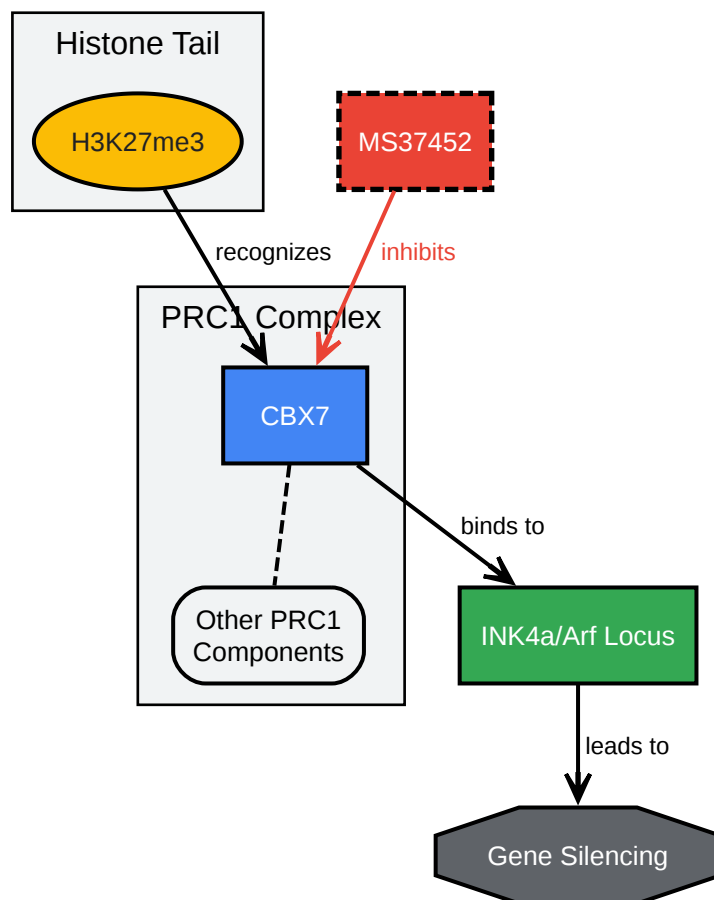 Histone Tail
H3K27me3
MS37452
recognizes
inhibits
PRC1 Complex
CBX7
binds to
Other PRC1
Components
INK4a/Arf Locus
leads to
Gene Silencing